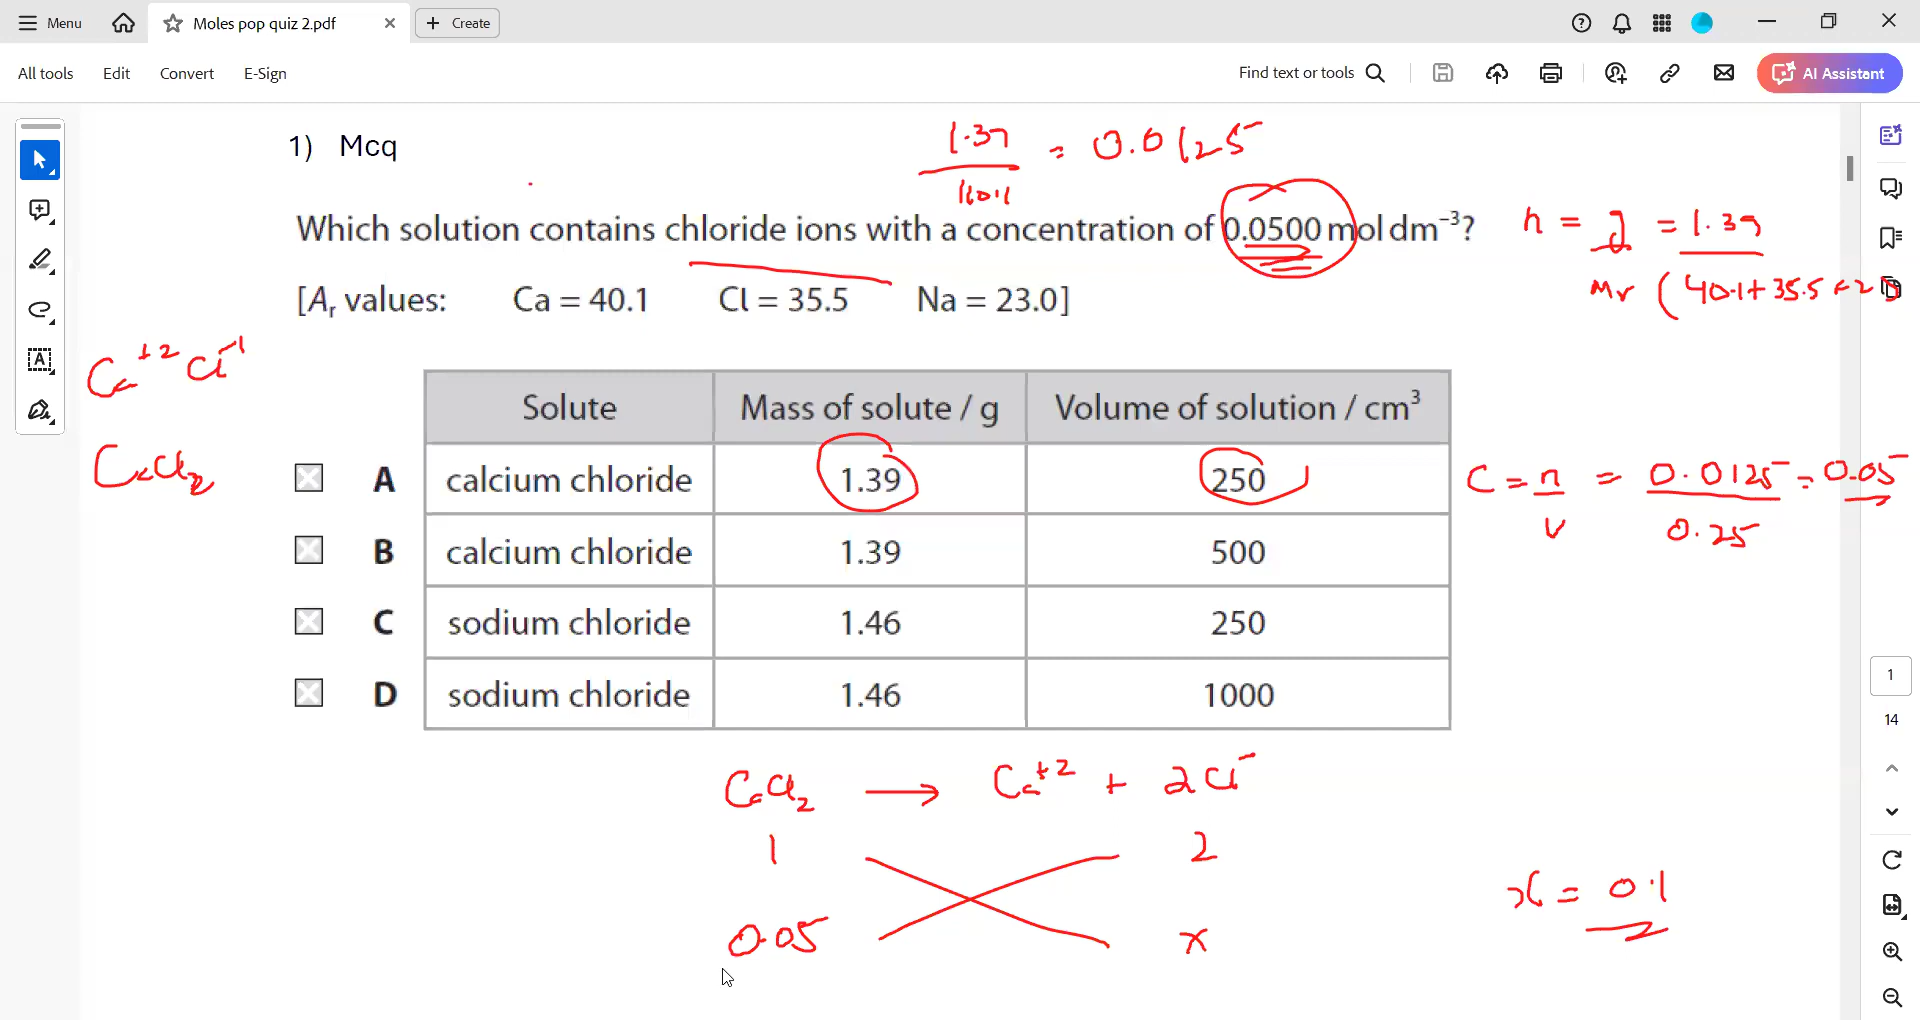 Menu
Moles pop quiz 2.pdf
Create
All tools Edit Convert E-Sign
Find text or tools
AI Assistant
1) Mcq
1.39 = 0.0125
Which solution contains chloride ions with a concentration of 0.0500 mol dm⁻³?
n = g = 1.39
Mr (40.1+35.5×2)
[Aᵣ values: Ca = 40.1 Cl = 35.5 Na = 23.0]
Ca⁺² Cl⁻¹
CaCl₂
Solute Mass of solute / g Volume of solution / cm³
A calcium chloride 1.39 250
C = n = 0.0125 = 0.05
V 0.25
B calcium chloride 1.39 500
C sodium chloride 1.46 250
D sodium chloride 1.46 1000
CaCl₂ → Ca⁺² + 2Cl⁻
1 2
0.05 x
x = 0.1
1
14